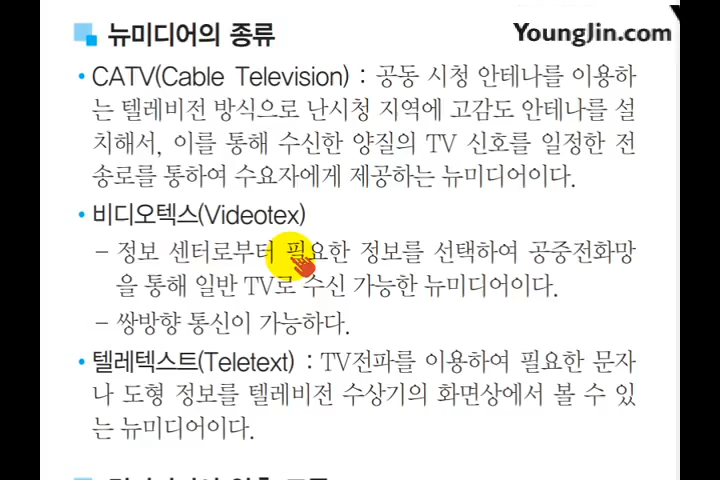 뉴미디어의 종류
YoungJin.com
• CATV(Cable Television) : 공동 시청 안테나를 이용하
는 텔레비전 방식으로 난시청 지역에 고감도 안테나를 설
치해서, 이를 통해 수신한 양질의 TV 신호를 일정한 전
송로를 통하여 수요자에게 제공하는 뉴미디어이다.
• 비디오텍스(Videotex)
– 정보 센터로부터 필요한 정보를 선택하여 공중전화망
을 통해 일반 TV로 수신 가능한 뉴미디어이다.
– 쌍방향 통신이 가능하다.
• 텔레텍스트(Teletext) : TV전파를 이용하여 필요한 문자
나 도형 정보를 텔레비전 수상기의 화면상에서 볼 수 있
는 뉴미디어이다.